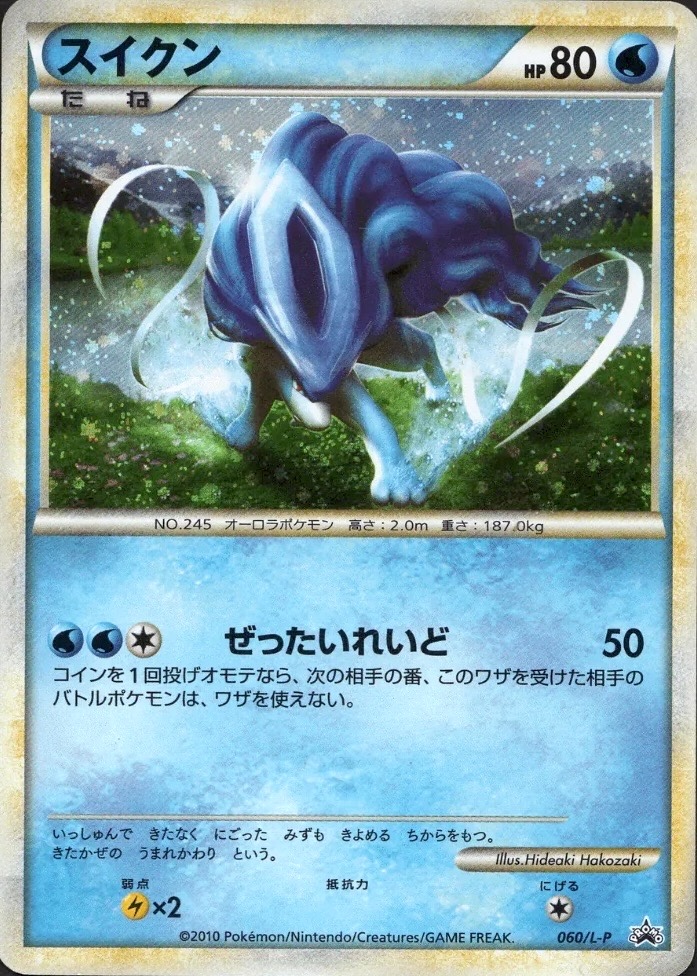 スイクン
HP80
たね
NO.245 オーロラポケモン 高さ：2.0m 重さ：187.0kg
ぜったいれいど 50
コインを1回投げオモテなら、次の相手の番、このワザを受けた相手の
バトルポケモンは、ワザを使えない。
いっしゅんで きたなく にごった みずも きよめる ちからをもつ。
きたかぜの うまれかわり という。
Illus.Hideaki Hakozaki
弱点 抵抗力 にげる
×2
©2010 Pokémon/Nintendo/Creatures/GAME FREAK. 060/L-P
PROMO